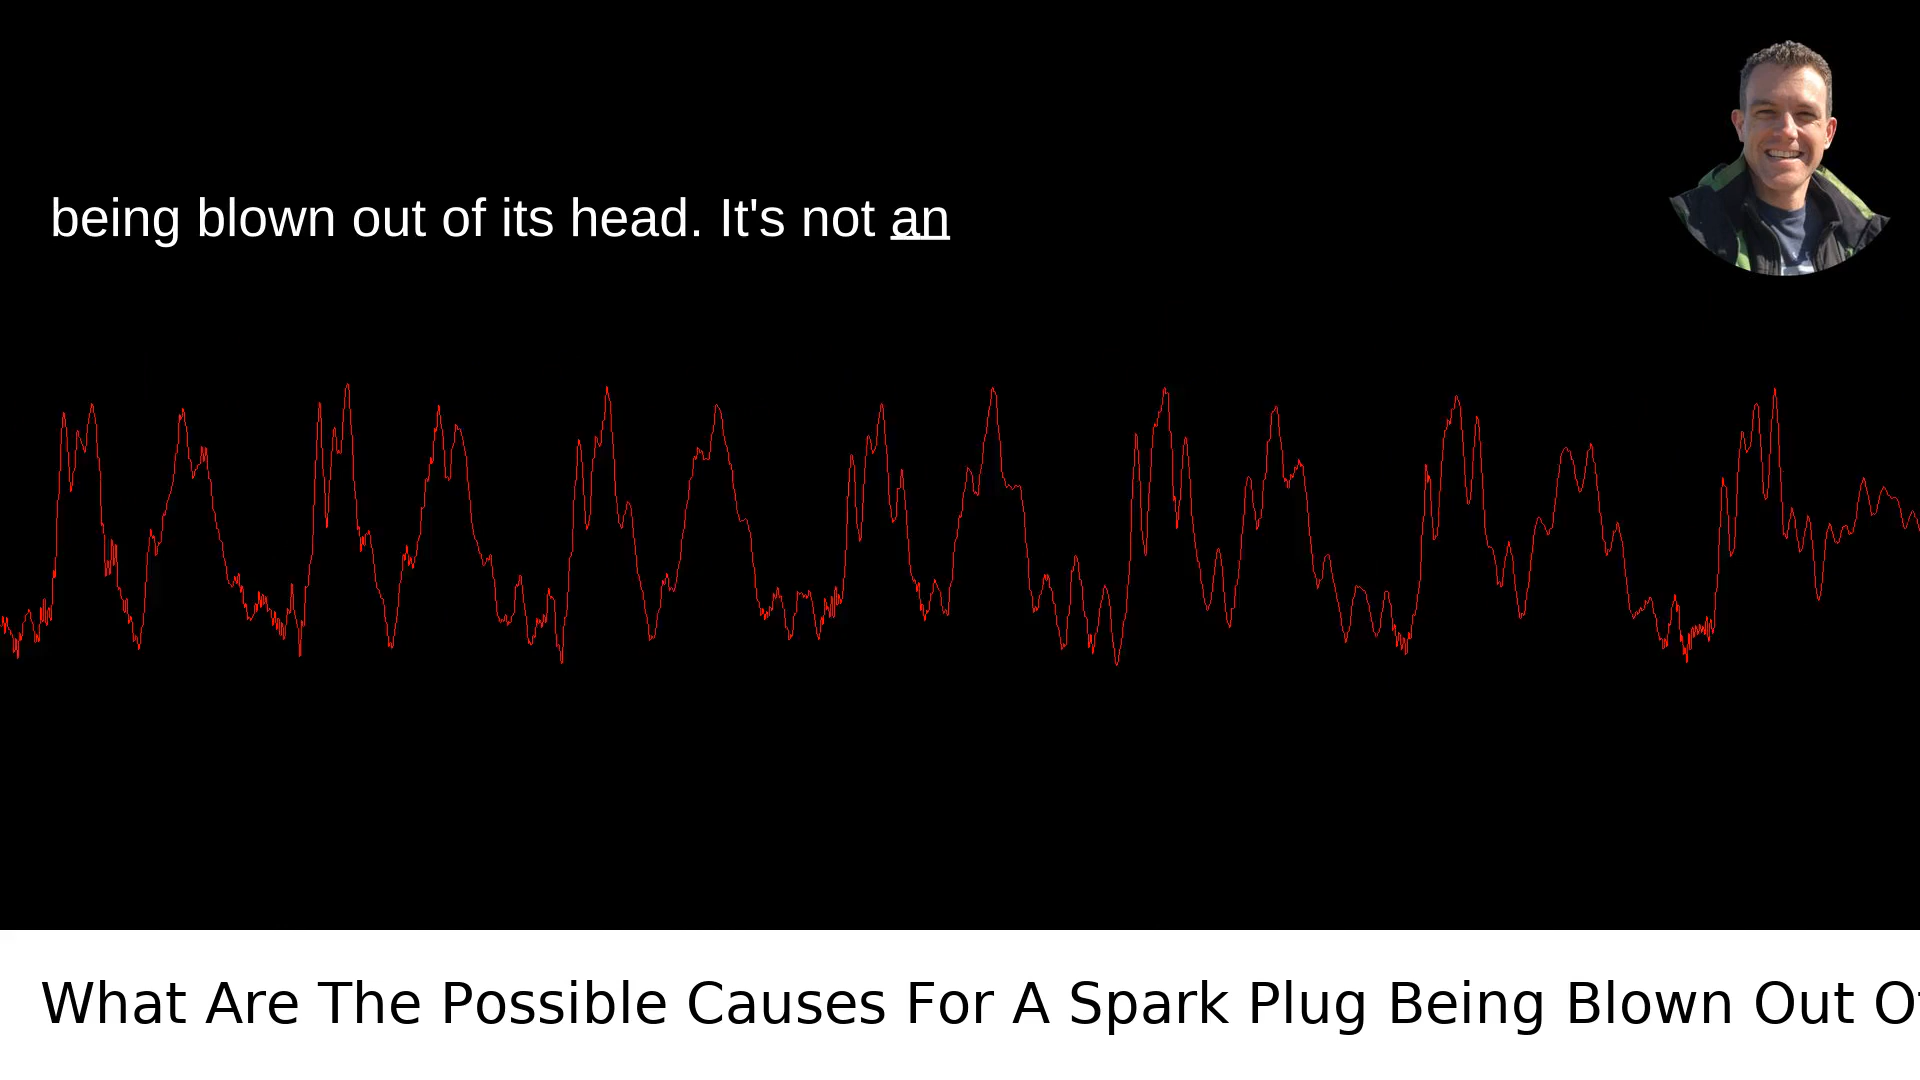 being blown out of its head. It's not an
What Are The Possible Causes For A Spark Plug Being Blown Out